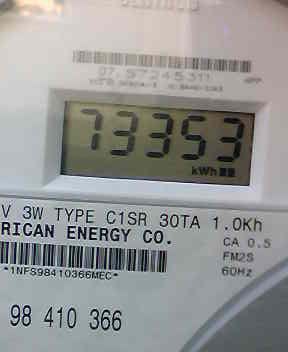 73353
kWh
V 3W TYPE C1SR 30TA 1.0Kh
RICAN ENERGY CO.
CA 0.5
FM2S
60Hz
*1NFS98410366MEC*
98 410 366